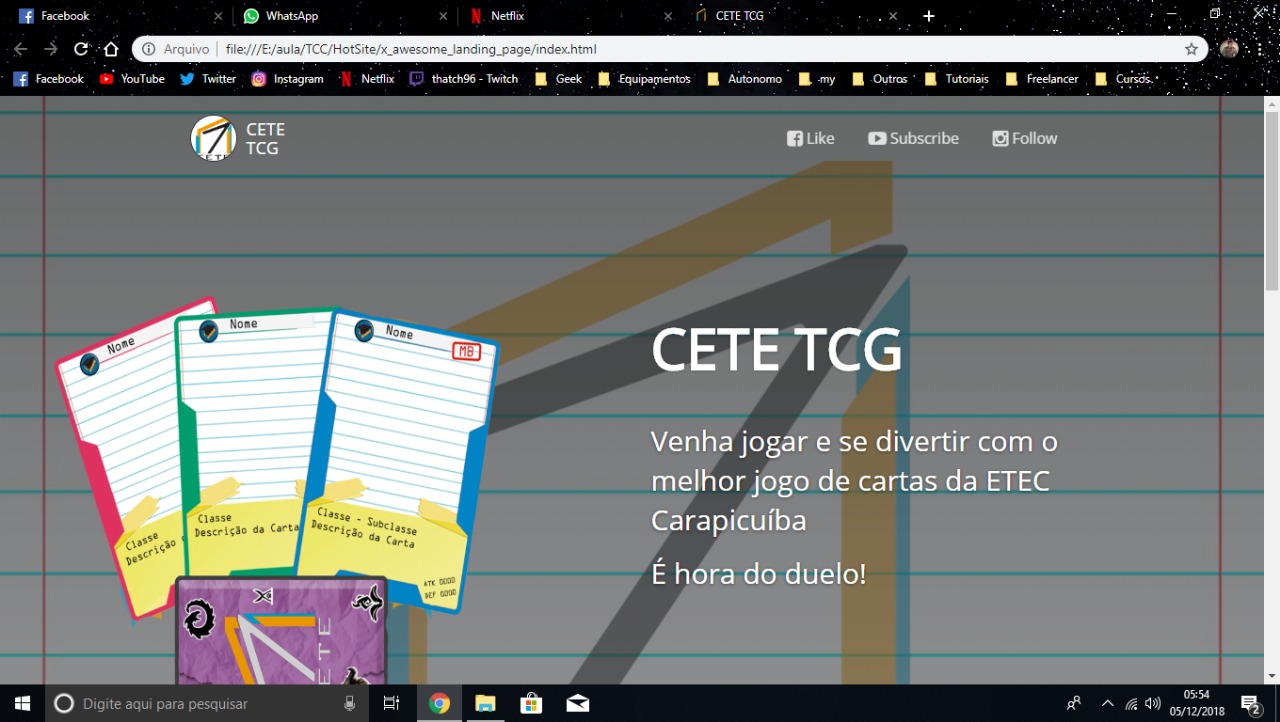 Facebook
WhatsApp
Netflix
CETE TCG
Arquivo
file:///E:/aula/TCC/HotSite/x_awesome_landing_page/index.html
Facebook
YouTube
Twitter
Instagram
Netflix
thatch96 - Twitch
Geek
Equipamentos
Autonomo
my
Outros
Tutoriais
Freelancer
Cursos.
CETE
CETE
TCG
Like
Subscribe
Follow
Nome
Nome
Nome
MB
CETE TCG
Venha jogar e se divertir com o
melhor jogo de cartas da ETEC
Carapicuíba
É hora do duelo!
Classe
Descrição
Classe
Descrição da Carta
Classe - Subclasse
Descrição da Carta
ATK 0000
DEF 0000
ETE
Digite aqui para pesquisar
05:54
05/12/2018
2